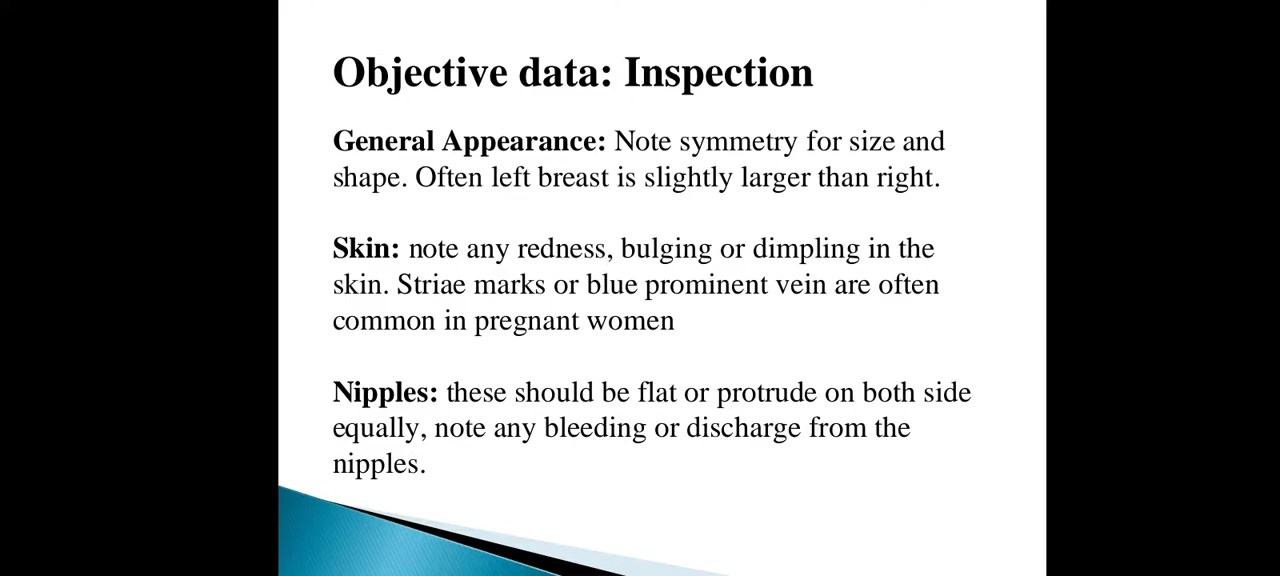 Objective data: Inspection
General Appearance: Note symmetry for size and
shape. Often left breast is slightly larger than right.
Skin: note any redness, bulging or dimpling in the
skin. Striae marks or blue prominent vein are often
common in pregnant women
Nipples: these should be flat or protrude on both side
equally, note any bleeding or discharge from the
nipples.